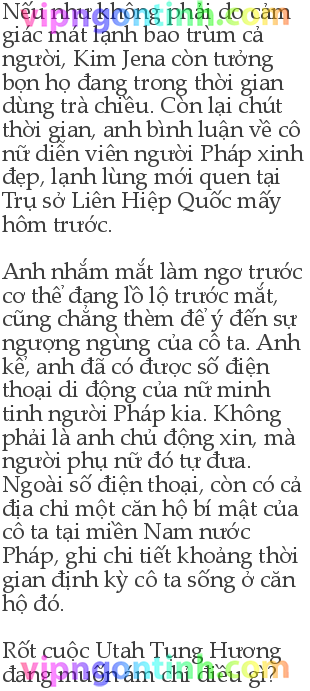 Nếu như không phải do cảm
giác mát lạnh bao trùm cả
người, Kim Jena còn tưởng
bọn họ đang trong thời gian
dùng trà chiều. Còn lại chút
thời gian, anh bình luận về cô
nữ diễn viên người Pháp xinh
đẹp, lạnh lùng mới quen tại
Trụ sở Liên Hiệp Quốc mấy
hôm trước.
Anh nhắm mắt làm ngơ trước
cơ thể đang lồ lộ trước mắt,
cũng chẳng thèm để ý đến sự
ngượng ngùng của cô ta. Anh
kể, anh đã có được số điện
thoại di động của nữ minh
tinh người Pháp kia. Không
phải là anh chủ động xin, mà
người phụ nữ đó tự đưa.
Ngoài số điện thoại, còn có cả
địa chỉ một căn hộ bí mật của
cô ta tại miền Nam nước
Pháp, ghi chi tiết khoảng thời
gian định kỳ cô ta sống ở căn
hộ đó.
Rốt cuộc Utah Tụng Hương
đang muốn ám chỉ điều gì?
vipngontinh.com
vipngontinh.com